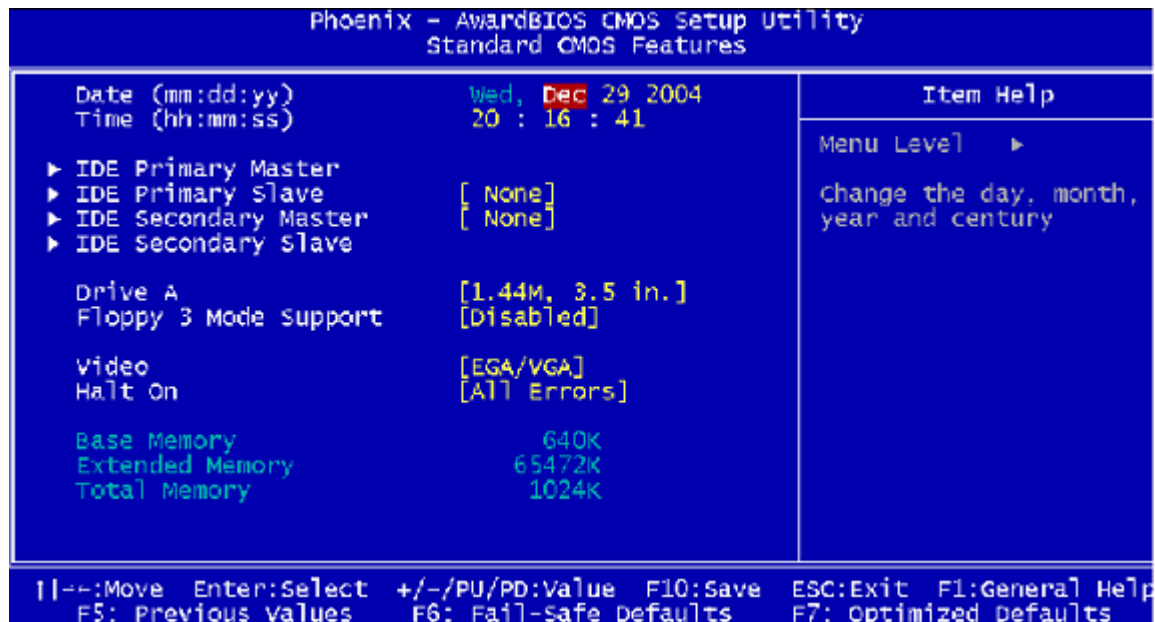 Phoenix - AwardBIOS CMOS Setup Utility
Standard CMOS Features
Date (mm:dd:yy) Wed, Dec 29 2004
Time (hh:mm:ss) 20 : 16 : 41
► IDE Primary Master
► IDE Primary Slave [ None]
► IDE Secondary Master [ None]
► IDE Secondary Slave
Drive A [1.44M, 3.5 in.]
Floppy 3 Mode Support [Disabled]
Video [EGA/VGA]
Halt On [All Errors]
Base Memory 640K
Extended Memory 65472K
Total Memory 1024K
Item Help
Menu Level ►
Change the day, month,
year and century
↑↓←→:Move Enter:Select +/-/PU/PD:Value F10:Save ESC:Exit F1:General Help
F5: Previous Values F6: Fail-Safe Defaults F7: Optimized Defaults